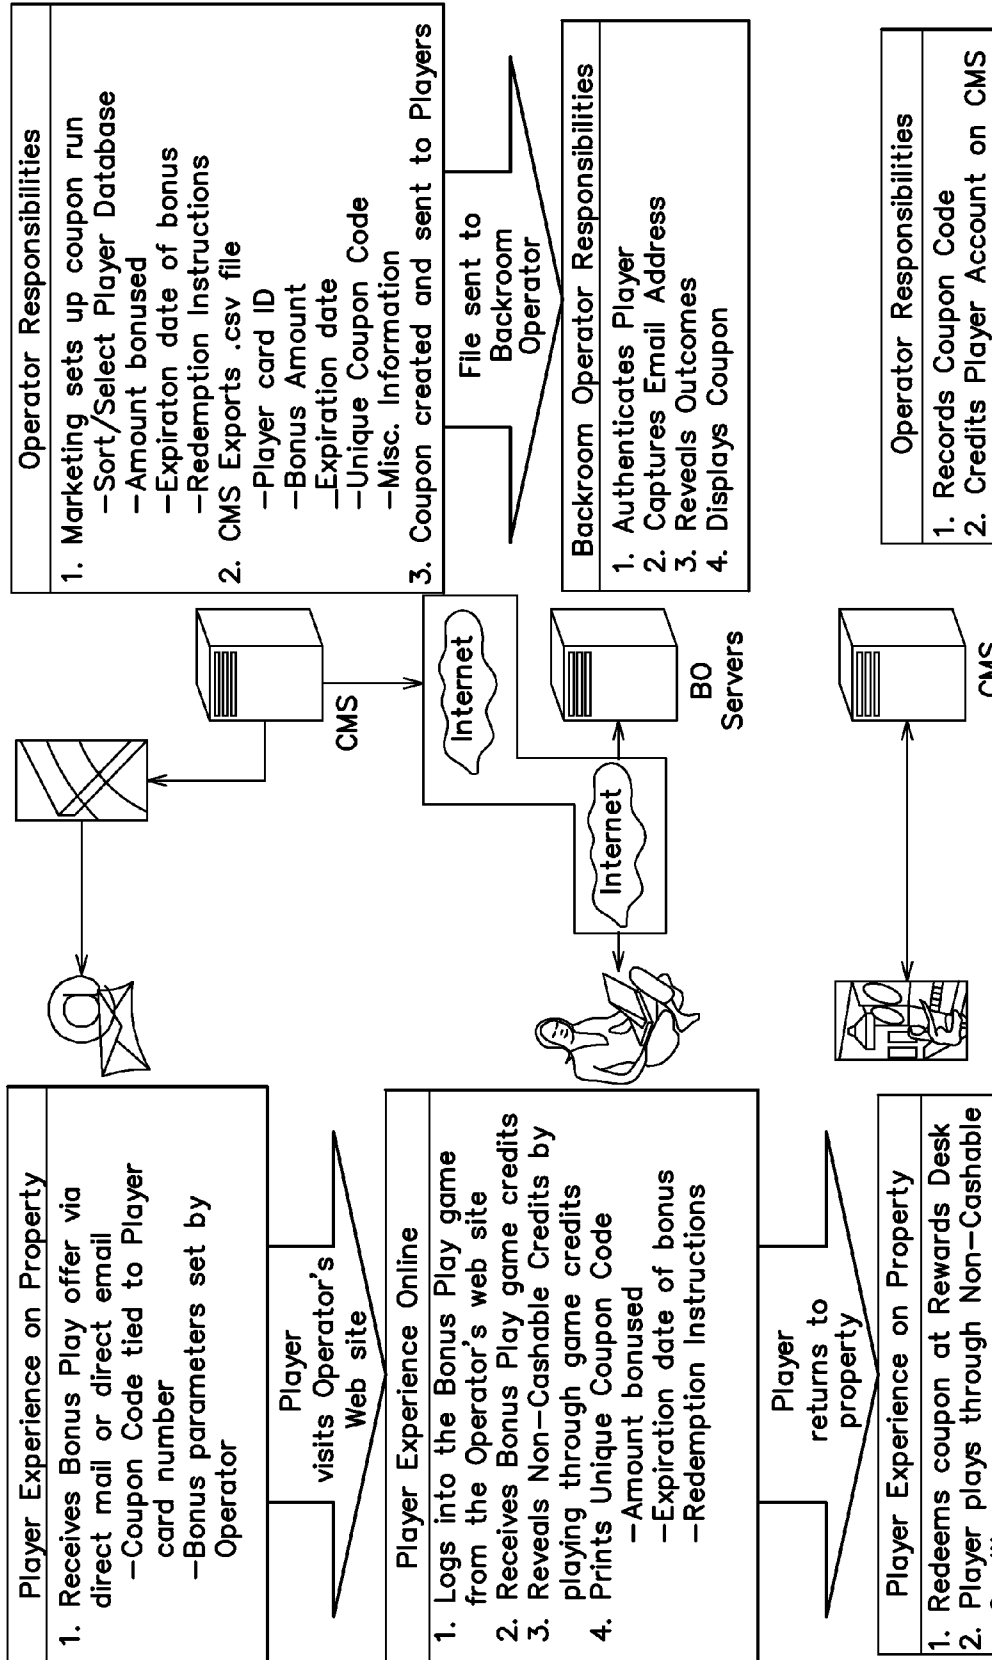 Player Experience on Property
1. Receives Bonus Play offer via
direct mail or direct email
-Coupon Code tied to Player
card number
-Bonus parameters set by
Operator
Player
visits Operator's
Web site
Player Experience Online
1. Logs into the Bonus Play game
from the Operator's web site
2. Receives Bonus Play game credits
3. Reveals Non-Cashable Credits by
playing through game credits
4. Prints Unique Coupon Code
-Amount bonused
-Expiration date of bonus
-Redemption Instructions
Player
returns to
property
Player Experience on Property
1. Redeems coupon at Rewards Desk
2. Player plays through Non-Cashable
CMS
Internet
Internet
BO
Servers
CMS
Operator Responsibilities
1. Marketing sets up coupon run
-Sort/Select Player Database
-Amount bonused
-Expiraton date of bonus
-Redemption Instructions
2. CMS Exports .csv file
-Player card ID
-Bonus Amount
-Expiration date
-Unique Coupon Code
-Misc. Information
3. Coupon created and sent to Players
File sent to
Backroom
Operator
Backroom Operator Responsibilities
1. Authenticates Player
2. Captures Email Address
3. Reveals Outcomes
4. Displays Coupon
Operator Responsibilities
1. Records Coupon Code
2. Credits Player Account on CMS